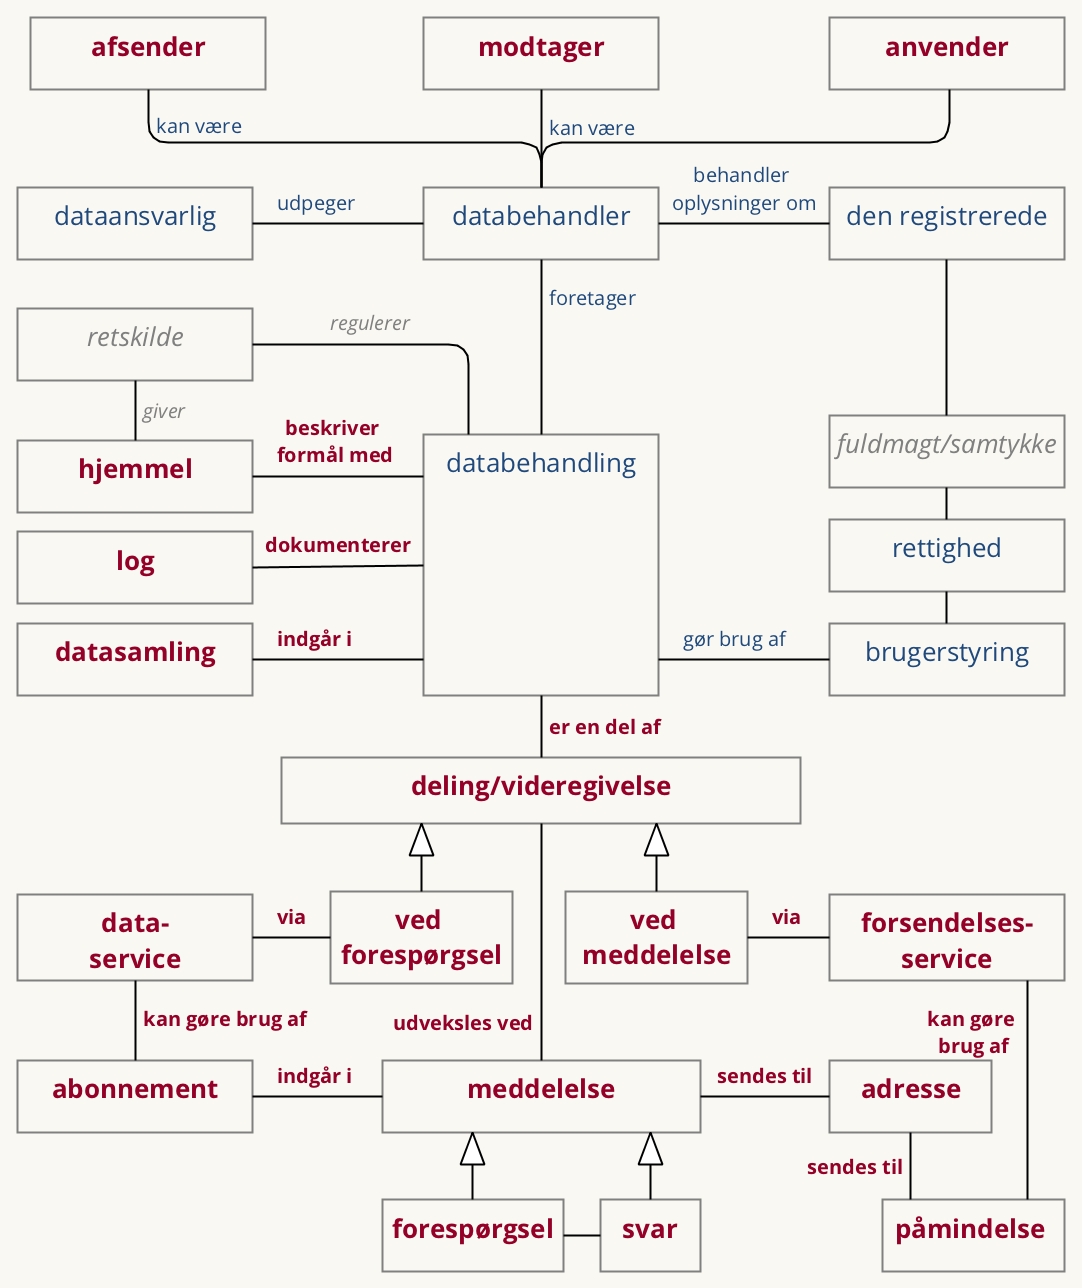 afsender
modtager
anvender
kan være
kan være
dataansvarlig
udpeger
databehandler
behandler
oplysninger om
den registrerede
foretager
retskilde
regulerer
giver
hjemmel
beskriver
formål med
databehandling
fuldmagt/samtykke
log
dokumenterer
rettighed
datasamling
indgår i
gør brug af
brugerstyring
er en del af
deling/videregivelse
data-
service
via
ved
forespørgsel
ved
meddelelse
via
forsendelses-
service
kan gøre brug af
udveksles ved
kan gøre
brug af
abonnement
indgår i
meddelelse
sendes til
adresse
sendes til
forespørgsel
svar
påmindelse